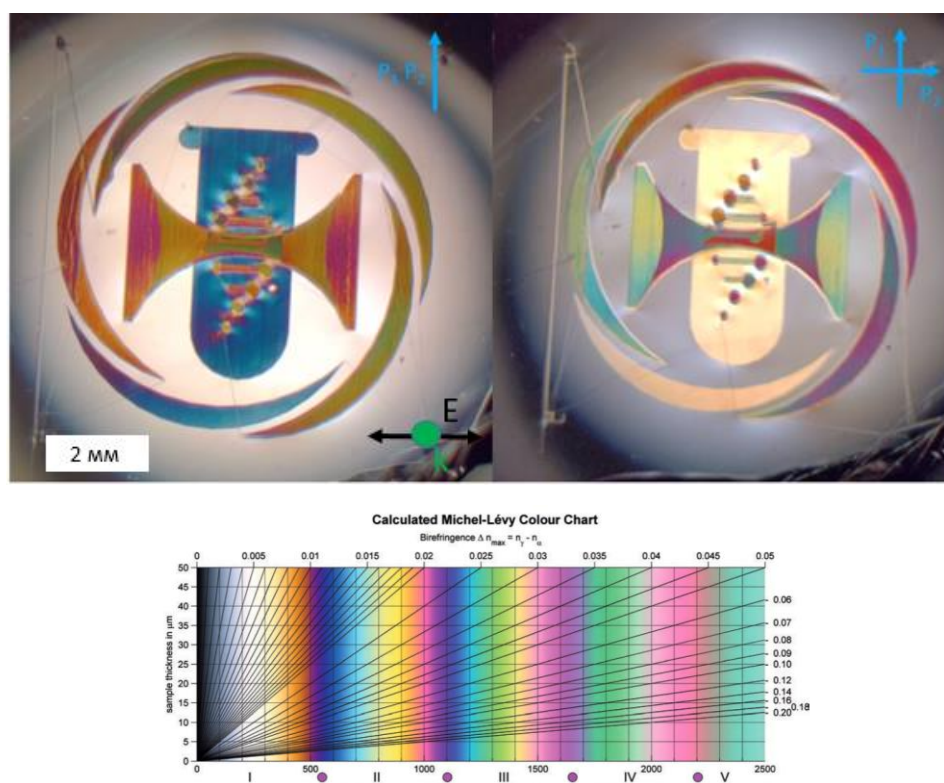 P₁ P₂
P₁
P₂
E
k
2 мм
Calculated Michel-Lévy Colour Chart
Birefringence Δ n max = nγ - nα
0 0.005 0.01 0.015 0.02 0.025 0.03 0.035 0.04 0.045 0.05
sample thickness in μm
50
45
40
35
30
25
20
15
10
5
0
0.06
0.07
0.08
0.09
0.10
0.12
0.14
0.16
0.18
0.20
0 500 1000 1500 2000 2500
I II III IV V